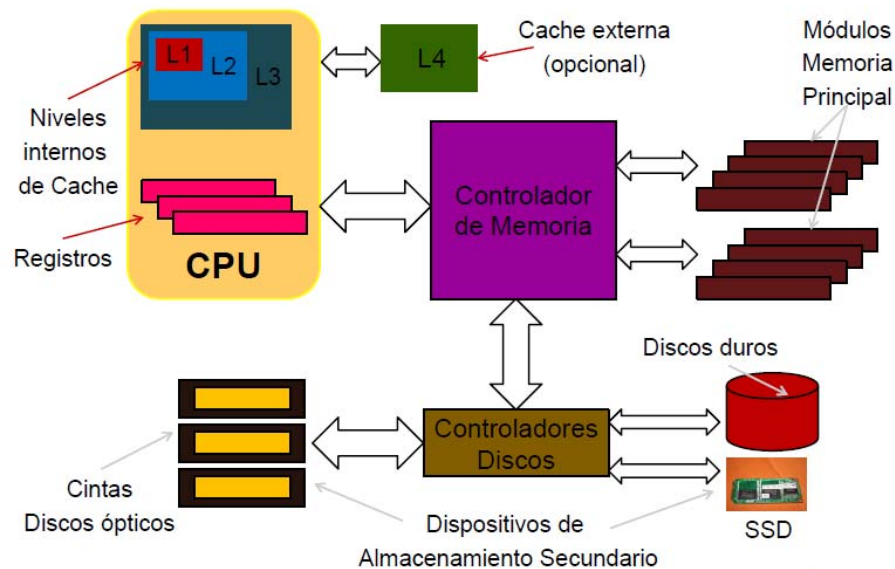 L1
L2
L3
L4
Cache externa
(opcional)
Módulos
Memoria
Principal
Niveles
internos
de Cache
Controlador
de Memoria
Registros
CPU
Discos duros
Controladores
Discos
Cintas
Discos ópticos
Dispositivos de
Almacenamiento Secundario
SSD